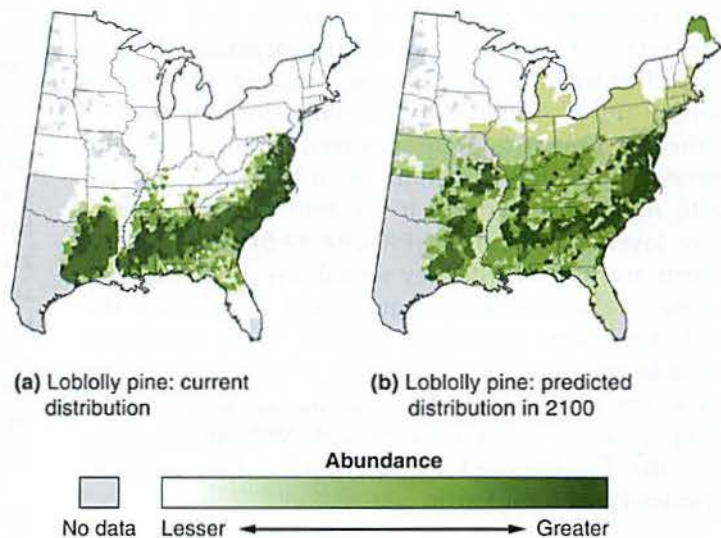 (a) Loblolly pine: current
distribution
(b) Loblolly pine: predicted
distribution in 2100
Abundance
No data
Lesser
Greater